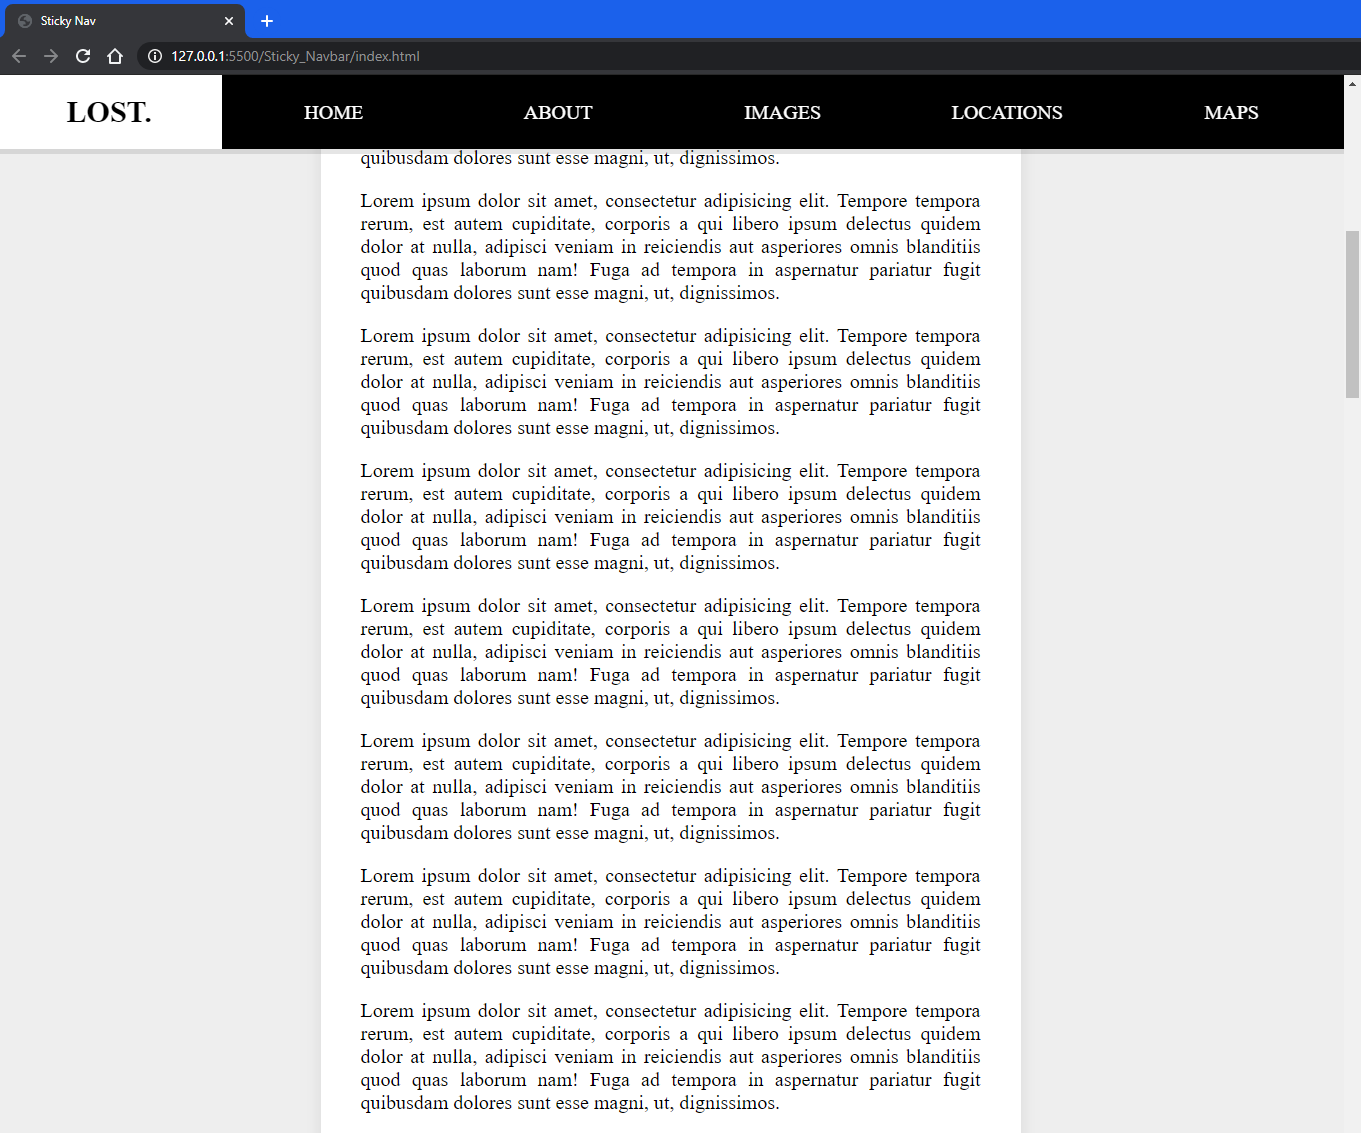 Sticky Nav
127.0.0.1:5500/Sticky_Navbar/index.html
LOST. HOME ABOUT IMAGES LOCATIONS MAPS
quibusdam dolores sunt esse magni, ut, dignissimos.
Lorem ipsum dolor sit amet, consectetur adipisicing elit. Tempore tempora
rerum, est autem cupiditate, corporis a qui libero ipsum delectus quidem
dolor at nulla, adipisci veniam in reiciendis aut asperiores omnis blanditiis
quod quas laborum nam! Fuga ad tempora in aspernatur pariatur fugit
quibusdam dolores sunt esse magni, ut, dignissimos.
Lorem ipsum dolor sit amet, consectetur adipisicing elit. Tempore tempora
rerum, est autem cupiditate, corporis a qui libero ipsum delectus quidem
dolor at nulla, adipisci veniam in reiciendis aut asperiores omnis blanditiis
quod quas laborum nam! Fuga ad tempora in aspernatur pariatur fugit
quibusdam dolores sunt esse magni, ut, dignissimos.
Lorem ipsum dolor sit amet, consectetur adipisicing elit. Tempore tempora
rerum, est autem cupiditate, corporis a qui libero ipsum delectus quidem
dolor at nulla, adipisci veniam in reiciendis aut asperiores omnis blanditiis
quod quas laborum nam! Fuga ad tempora in aspernatur pariatur fugit
quibusdam dolores sunt esse magni, ut, dignissimos.
Lorem ipsum dolor sit amet, consectetur adipisicing elit. Tempore tempora
rerum, est autem cupiditate, corporis a qui libero ipsum delectus quidem
dolor at nulla, adipisci veniam in reiciendis aut asperiores omnis blanditiis
quod quas laborum nam! Fuga ad tempora in aspernatur pariatur fugit
quibusdam dolores sunt esse magni, ut, dignissimos.
Lorem ipsum dolor sit amet, consectetur adipisicing elit. Tempore tempora
rerum, est autem cupiditate, corporis a qui libero ipsum delectus quidem
dolor at nulla, adipisci veniam in reiciendis aut asperiores omnis blanditiis
quod quas laborum nam! Fuga ad tempora in aspernatur pariatur fugit
quibusdam dolores sunt esse magni, ut, dignissimos.
Lorem ipsum dolor sit amet, consectetur adipisicing elit. Tempore tempora
rerum, est autem cupiditate, corporis a qui libero ipsum delectus quidem
dolor at nulla, adipisci veniam in reiciendis aut asperiores omnis blanditiis
quod quas laborum nam! Fuga ad tempora in aspernatur pariatur fugit
quibusdam dolores sunt esse magni, ut, dignissimos.
Lorem ipsum dolor sit amet, consectetur adipisicing elit. Tempore tempora
rerum, est autem cupiditate, corporis a qui libero ipsum delectus quidem
dolor at nulla, adipisci veniam in reiciendis aut asperiores omnis blanditiis
quod quas laborum nam! Fuga ad tempora in aspernatur pariatur fugit
quibusdam dolores sunt esse magni, ut, dignissimos.